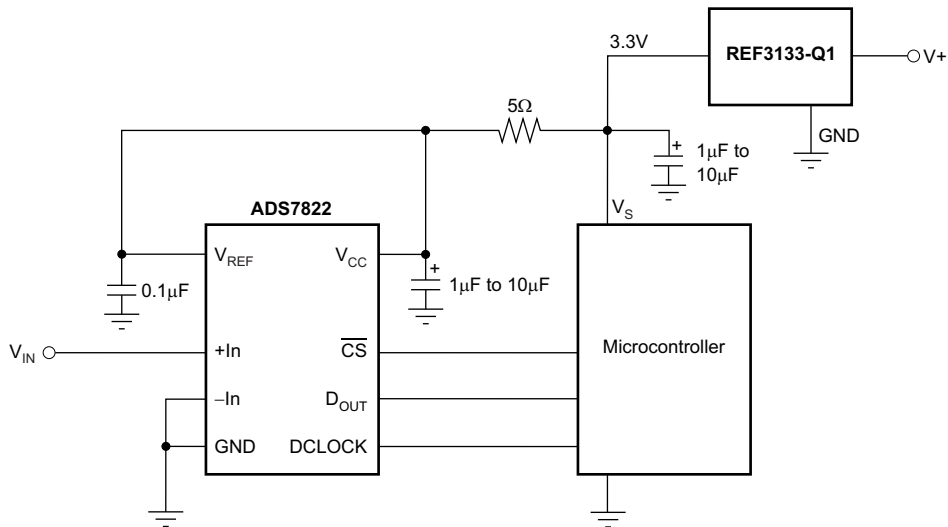 3.3V
REF3133-Q1
V+
GND
5Ω
+
1μF to
10μF
ADS7822
V_S
V_REF
V_CC
+
0.1μF
1μF to 10μF
V_IN
+In
C̅S̅
Microcontroller
–In
D_OUT
GND
DCLOCK